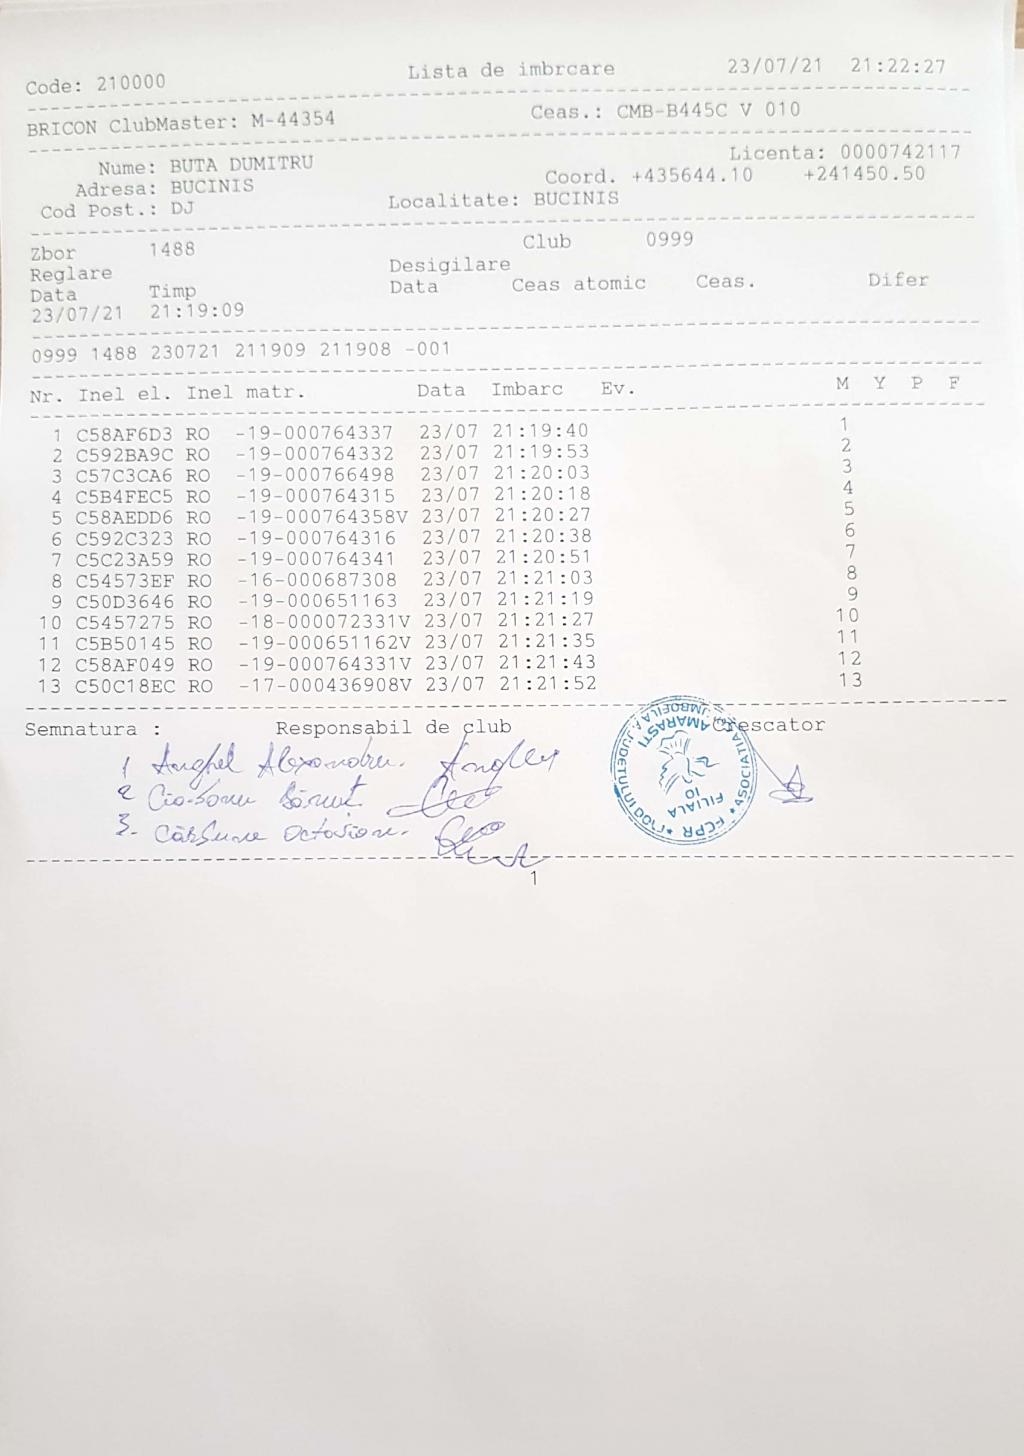 Code: 210000 Lista de imbrcare 23/07/21 21:22:27
BRICON ClubMaster: M-44354 Ceas.: CMB-B445C V 010
Nume: BUTA DUMITRU Licenta: 0000742117
Adresa: BUCINIS Coord. +435644.10 +241450.50
Cod Post.: DJ Localitate: BUCINIS
Zbor 1488 Club 0999
Reglare Desigilare
Data Timp Data Ceas atomic Ceas. Difer
23/07/21 21:19:09
0999 1488 230721 211909 211908 -001
Nr. Inel el. Inel matr. Data Imbarc Ev. M Y P F
1 C58AF6D3 RO -19-000764337 23/07 21:19:40 1
2 C592BA9C RO -19-000764332 23/07 21:19:53 2
3 C57C3CA6 RO -19-000766498 23/07 21:20:03 3
4 C5B4FEC5 RO -19-000764315 23/07 21:20:18 4
5 C58AEDD6 RO -19-000764358V 23/07 21:20:27 5
6 C592C323 RO -19-000764316 23/07 21:20:38 6
7 C5C23A59 RO -19-000764341 23/07 21:20:51 7
8 C54573EF RO -16-000687308 23/07 21:21:03 8
9 C50D3646 RO -19-000651163 23/07 21:21:19 9
10 C5457275 RO -18-000072331V 23/07 21:21:27 10
11 C5B50145 RO -19-000651162V 23/07 21:21:35 11
12 C58AF049 RO -19-000764331V 23/07 21:21:43 12
13 C50C18EC RO -17-000436908V 23/07 21:21:52 13
Semnatura : Responsabil de club Crescator
1 Anghel Alexandru.
2
3. Octavian.
FCPR * ASOCIATIA JUDETULUI DOLJ *
AMARASTI
FILIALA
10
1